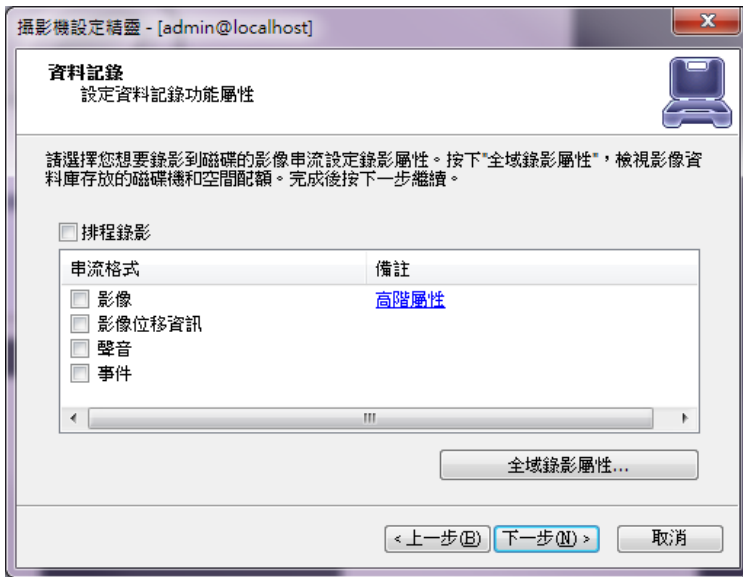 攝影機設定精靈 - [admin@localhost]
資料記錄
設定資料記錄功能屬性
請選擇您想要錄影到磁碟的影像串流設定錄影屬性。按下"全域錄影屬性"，檢視影像資
料庫存放的磁碟機和空間配額。完成後按下一步繼續。
排程錄影
串流格式 備註
影像 高階屬性
影像位移資訊
聲音
事件
全域錄影屬性...
<上一步(B) 下一步(N)> 取消